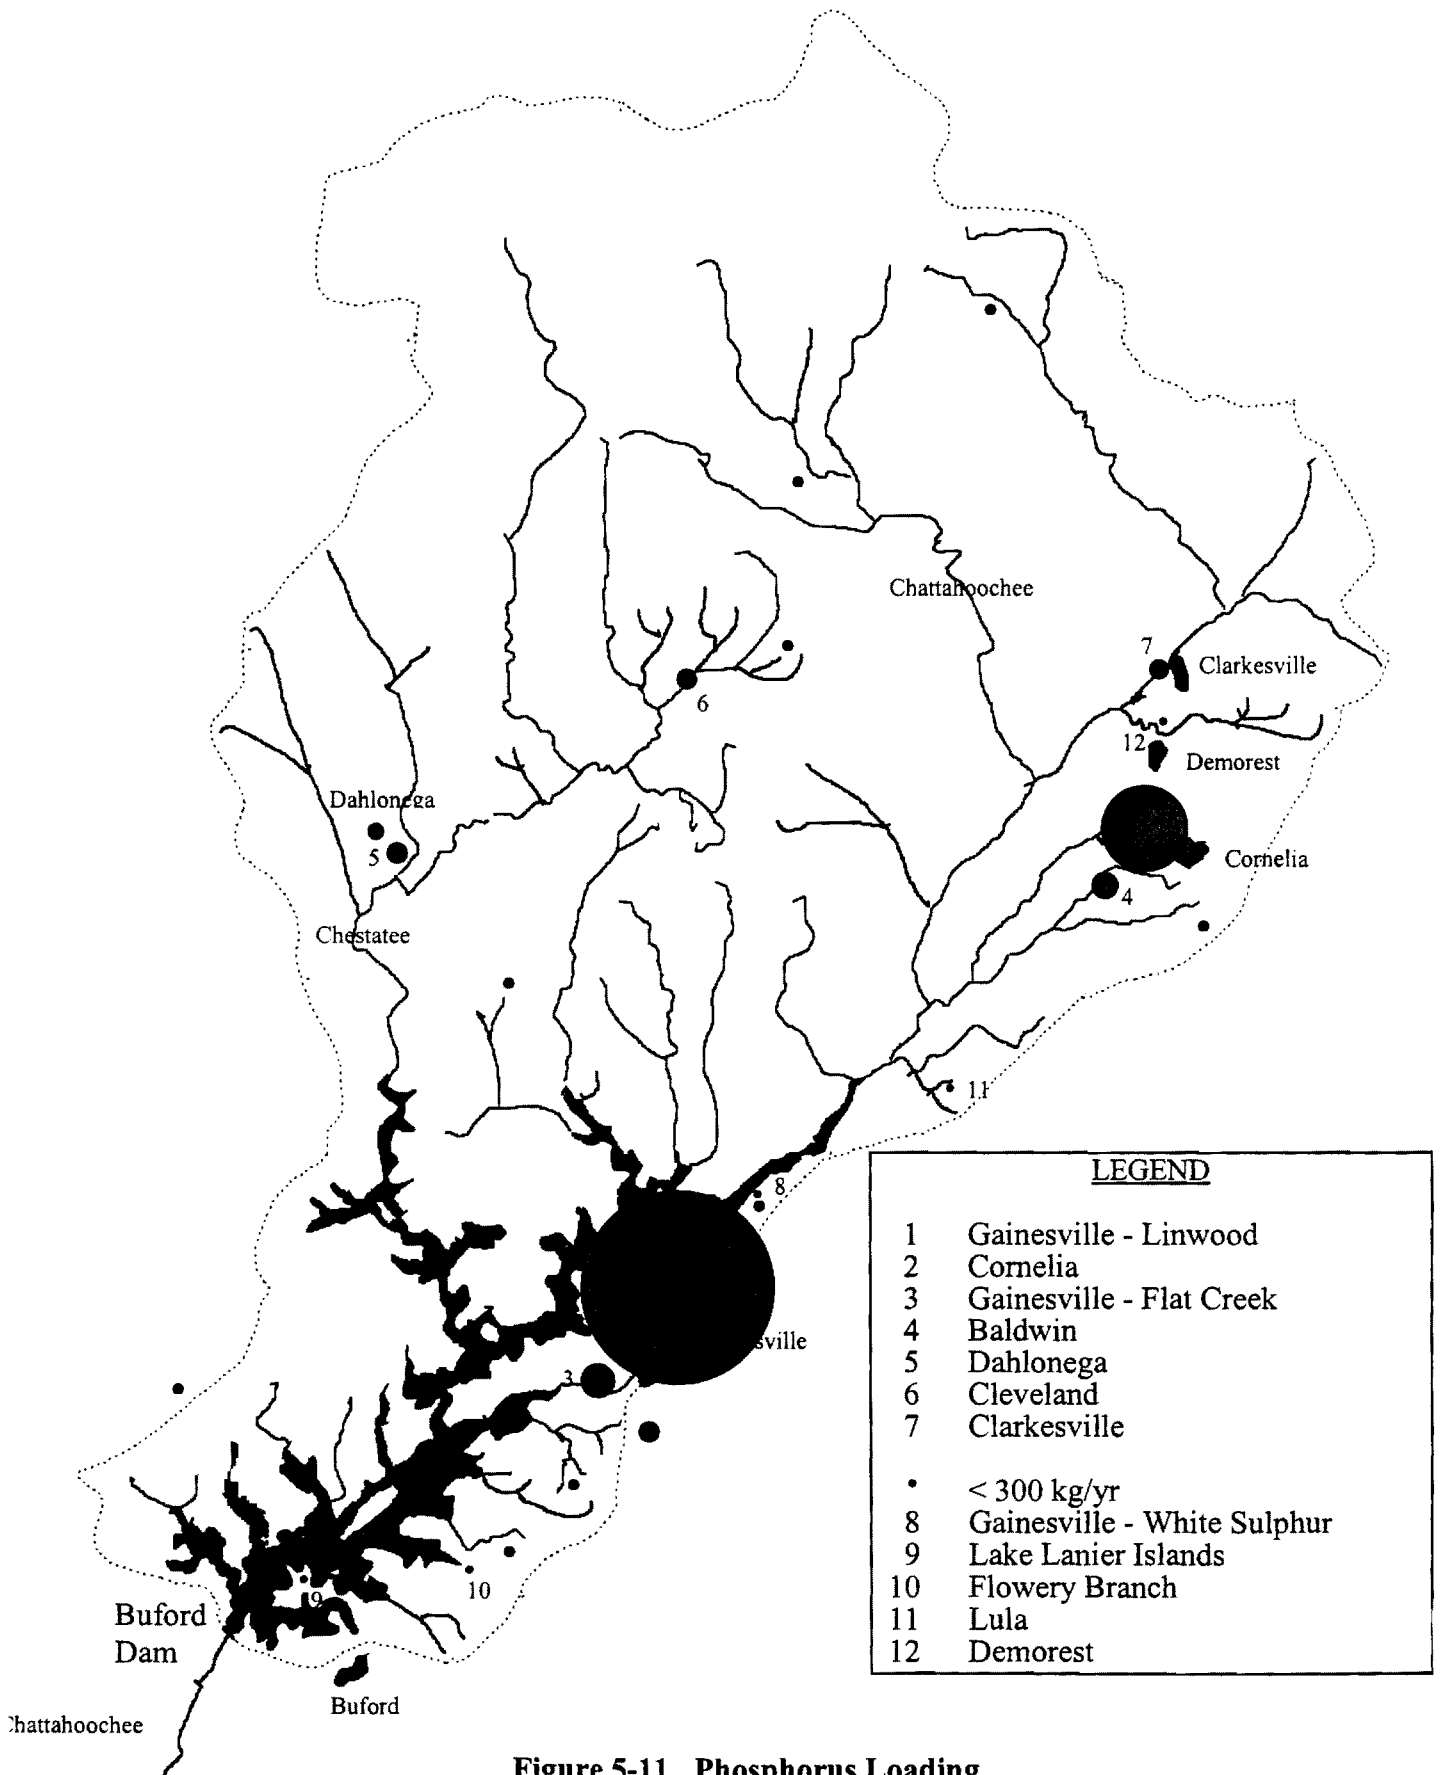 Chattahoochee
7
Clarkesville
6
12
Demorest
Dahlonega
5
Cornelia
4
Chestatee
11
8
sville
3
10
9
Buford
Dam
Buford
Chattahoochee
LEGEND
1 Gainesville - Linwood
2 Cornelia
3 Gainesville - Flat Creek
4 Baldwin
5 Dahlonega
6 Cleveland
7 Clarkesville
• < 300 kg/yr
8 Gainesville - White Sulphur
9 Lake Lanier Islands
10 Flowery Branch
11 Lula
12 Demorest
Figure 5-11 Phosphorus Loading